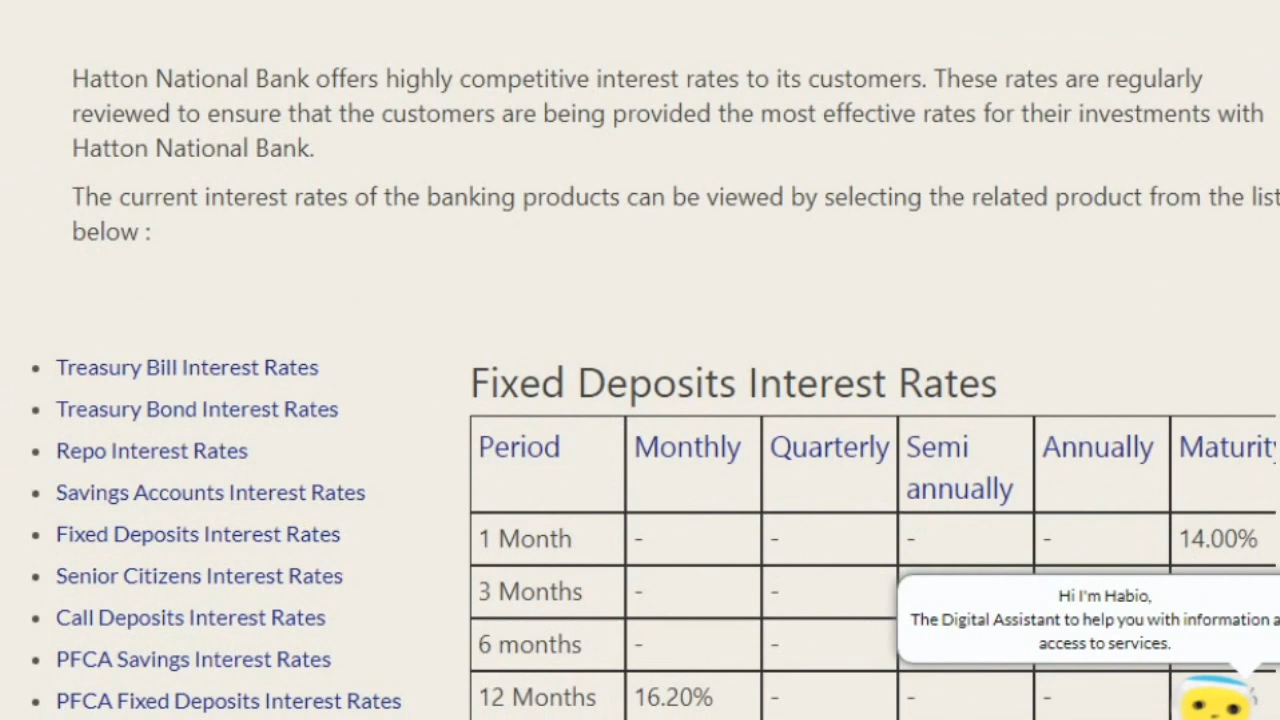 Hatton National Bank offers highly competitive interest rates to its customers. These rates are regularly
reviewed to ensure that the customers are being provided the most effective rates for their investments with
Hatton National Bank.
The current interest rates of the banking products can be viewed by selecting the related product from the list
below :
Treasury Bill Interest Rates
Treasury Bond Interest Rates
Repo Interest Rates
Savings Accounts Interest Rates
Fixed Deposits Interest Rates
Senior Citizens Interest Rates
Call Deposits Interest Rates
PFCA Savings Interest Rates
PFCA Fixed Deposits Interest Rates
Fixed Deposits Interest Rates
Period Monthly Quarterly Semi annually Annually Maturity
1 Month - - - - 14.00%
3 Months - -
6 months - -
12 Months 16.20% - - -
Hi I'm Habio,
The Digital Assistant to help you with information a
access to services.